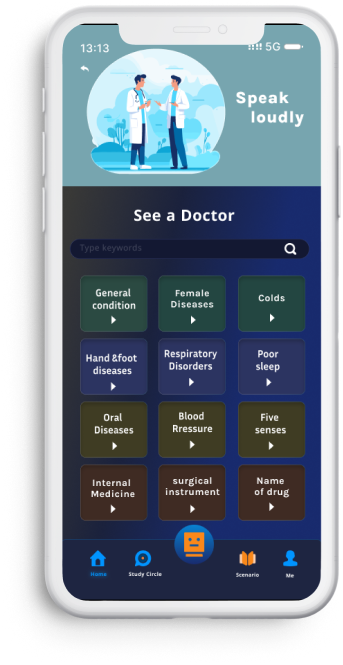 13:13
5G
Speak
loudly
See a Doctor
Type keywords
General
condition
Female
Diseases
Colds
Hand &foot
diseases
Respiratory
Disorders
Poor
sleep
Oral
Diseases
Blood
Rressure
Five
senses
Internal
Medicine
surgical
instrument
Name
of drug
Home
Study Circle
Scenario
Me